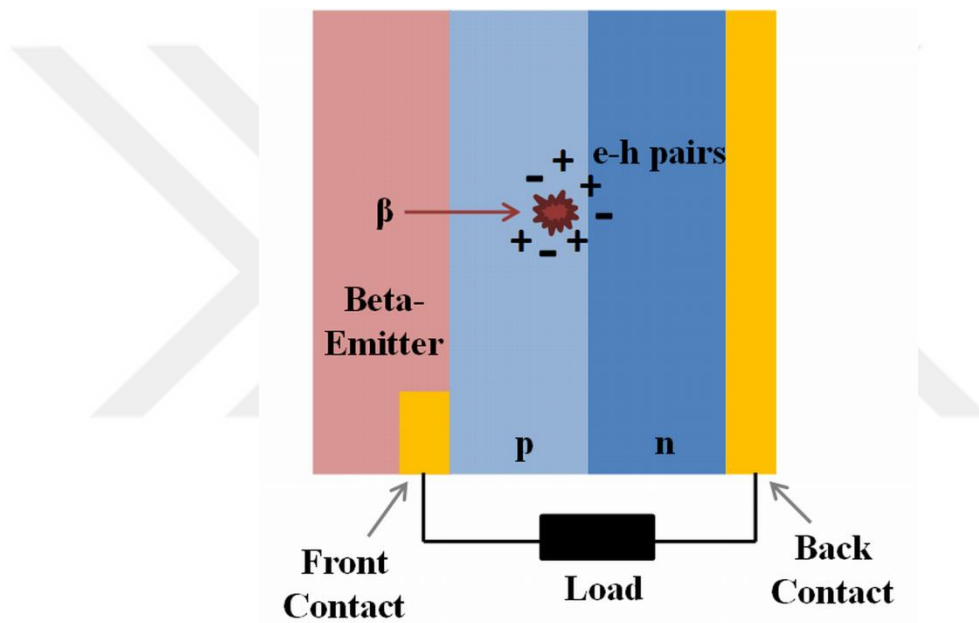 e-h pairs
+
-
+
β
-
+
-
+
Beta-
Emitter
p
n
Front
Contact
Load
Back
Contact